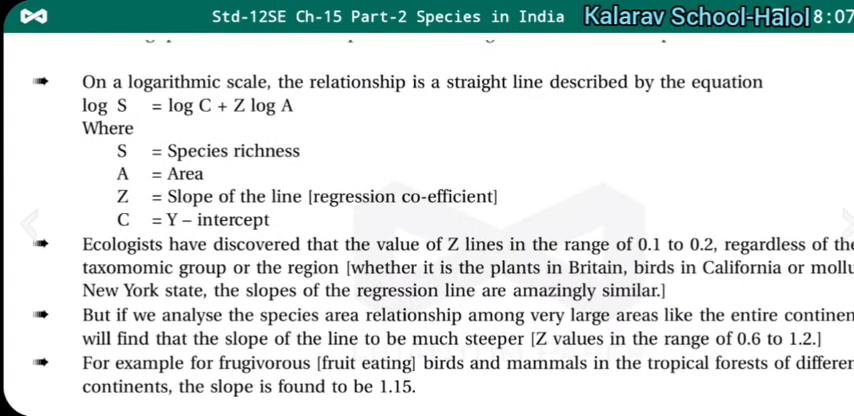 Std-12SE Ch-15 Part-2 Species in India Kalarav School-Halol 8:07
On a logarithmic scale, the relationship is a straight line described by the equation
log S = log C + Z log A
Where
S = Species richness
A = Area
Z = Slope of the line [regression co-efficient]
C = Y – intercept
Ecologists have discovered that the value of Z lines in the range of 0.1 to 0.2, regardless of the
taxomomic group or the region [whether it is the plants in Britain, birds in California or mollu
New York state, the slopes of the regression line are amazingly similar.]
But if we analyse the species area relationship among very large areas like the entire continen
will find that the slope of the line to be much steeper [Z values in the range of 0.6 to 1.2.]
For example for frugivorous [fruit eating] birds and mammals in the tropical forests of differen
continents, the slope is found to be 1.15.